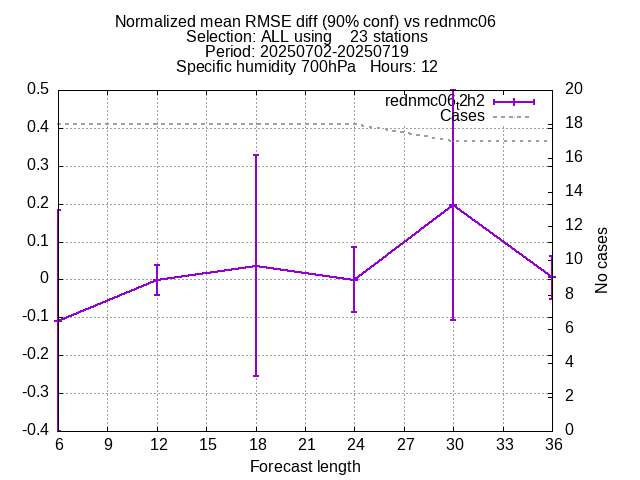 Normalized mean RMSE diff (90% conf) vs rednmc06
Selection: ALL using    23 stations
Period: 20250702-20250719
Specific humidity 700hPa   Hours: 12
rednmc06t2h2
Cases
0.5
0.4
0.3
0.2
0.1
0
-0.1
-0.2
-0.3
-0.4
20
18
16
14
12
10
8
6
4
2
0
No cases
6 9 12 15 18 21 24 27 30 33 36
Forecast length